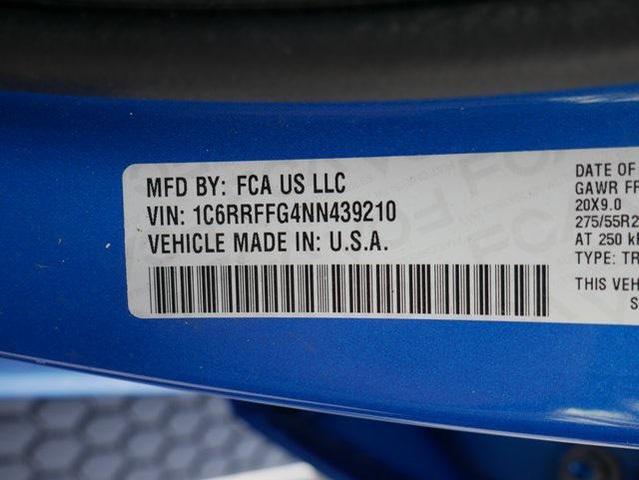 MFD BY: FCA US LLC
VIN: 1C6RRFFG4NN439210
VEHICLE MADE IN: U.S.A.
DATE OF
GAWR FR
20X9.0
275/55R2
AT 250 k
TYPE: TR
THIS VEH
S